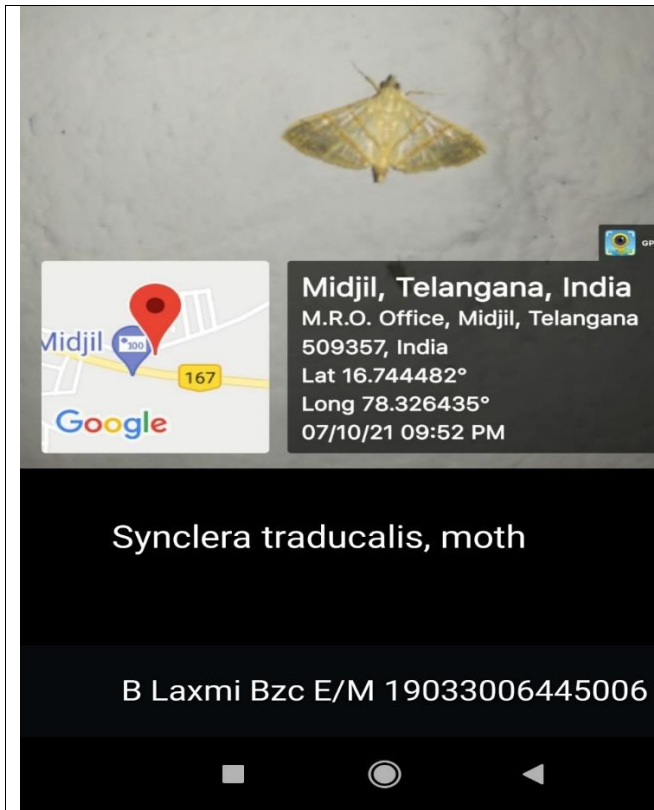 GP
Midjil, Telangana, India
M.R.O. Office, Midjil, Telangana
509357, India
Lat 16.744482°
Long 78.326435°
07/10/21 09:52 PM
Midjil
100
167
Google
Synclera traducalis, moth
B Laxmi Bzc E/M 19033006445006